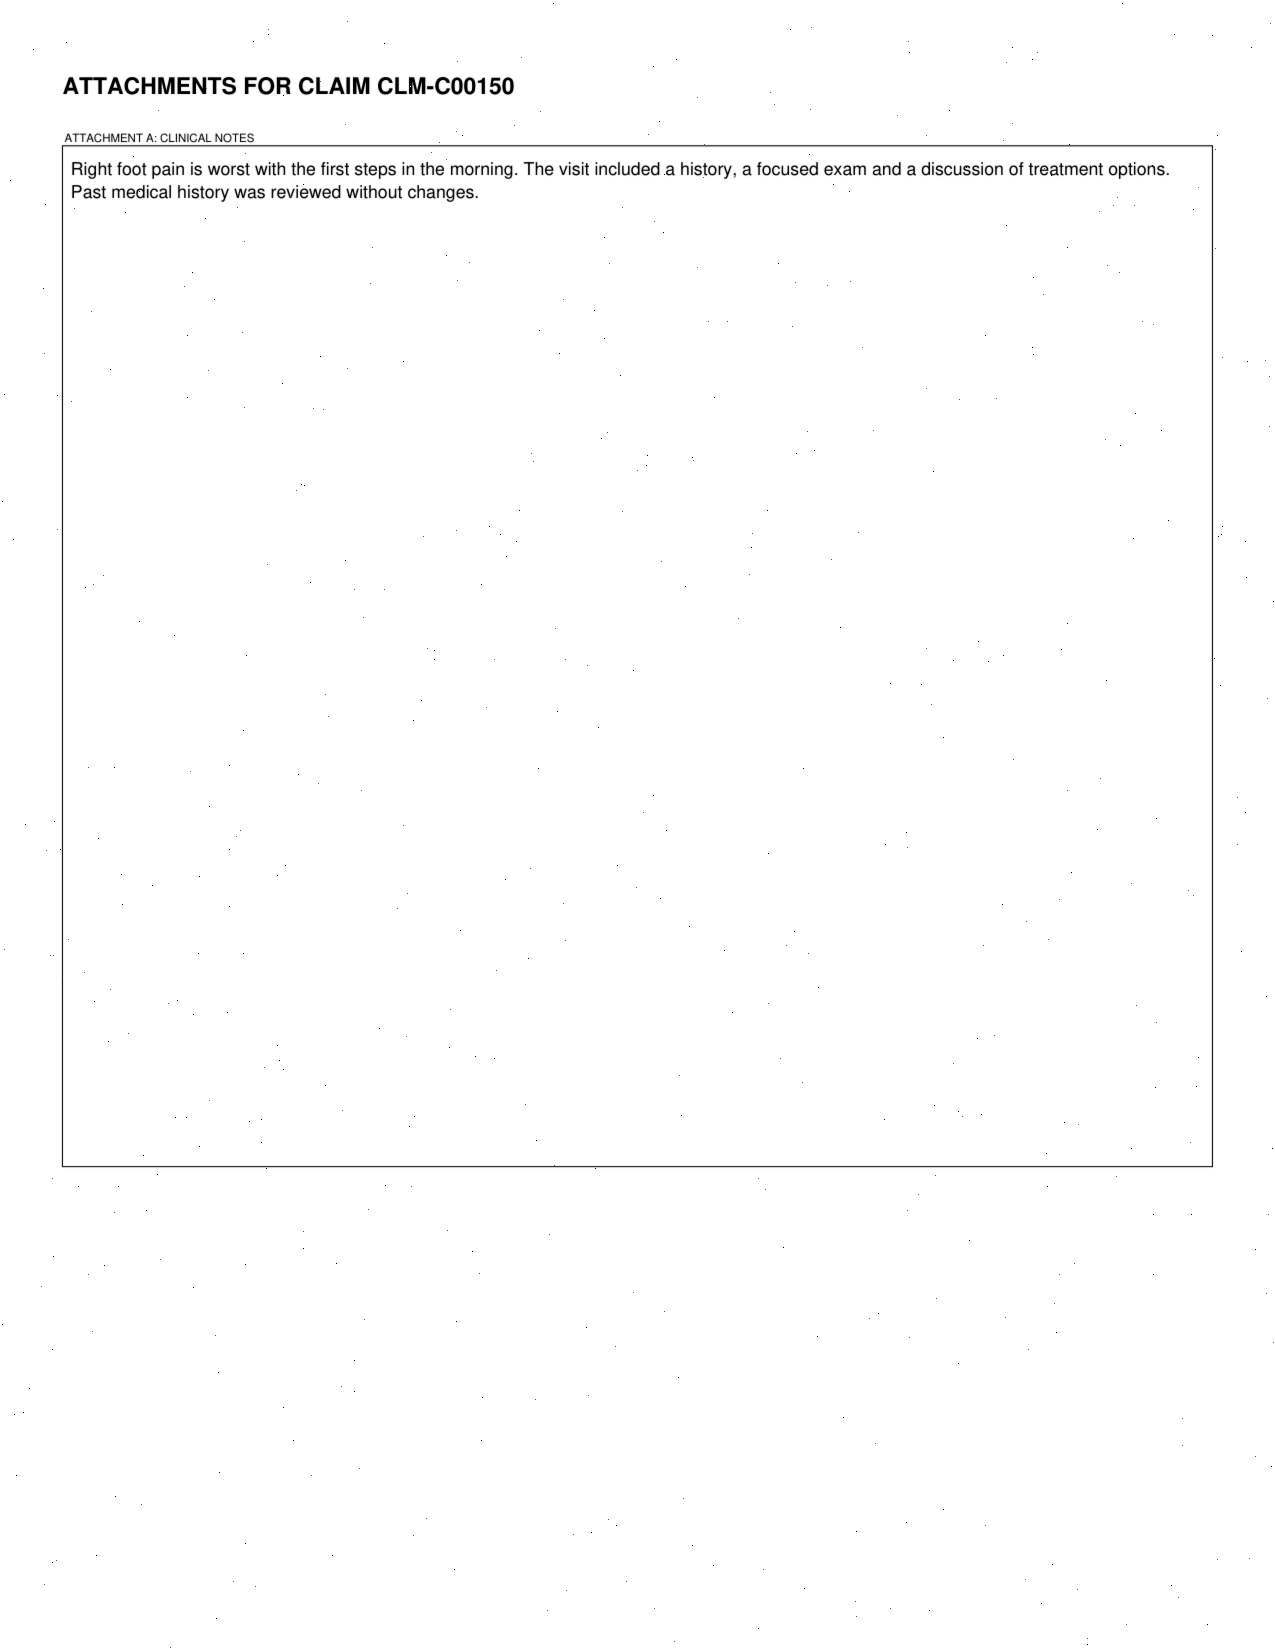 ATTACHMENTS FOR CLAIM CLM-C00150
ATTACHMENT A: CLINICAL NOTES
Right foot pain is worst with the first steps in the morning. The visit included a history, a focused exam and a discussion of treatment options.
Past medical history was reviewed without changes.